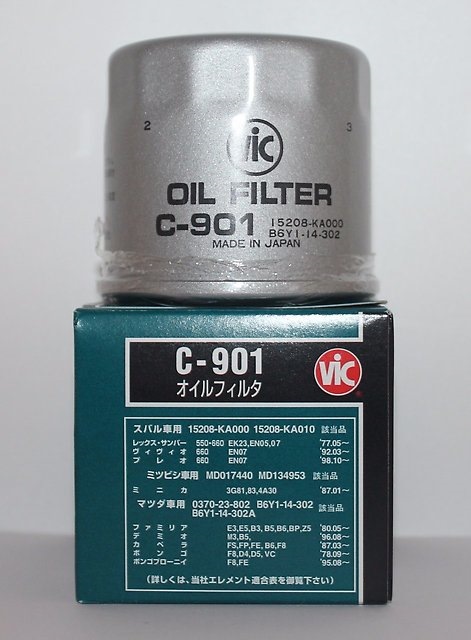 2 3
VIC
OIL FILTER
C-901 15208-KA000
B6Y1-14-302
MADE IN JAPAN
C-901
オイルフィルタ
VIC
スバル車用 15208-KA000 15208-KA010 該当品
レックス・サンバー 550-660 EK23,EN05,07 '77.05~
ヴィヴィオ 660 EN07 '92.03~
プレオ 660 EN07 '98.10~
ミツビシ車用 MD017440 MD134953 該当品
ミニカ 3G81,83,4A30 '87.01~
マツダ車用 0370-23-802 B6Y1-14-302 該当品
B6Y1-14-302A
ファミリア E3,E5,B3,B5,B6,BP,Z5 '80.05~
デミオ M3,B5, '96.08~
カペラ FS,FP,FE,B6,F8 '87.03~
ボンゴ F8,D4,D5,VC '78.09~
ボンゴブローニィ F8,FE '95.08~
(詳しくは、当社エレメント適合表を御覧下さい)